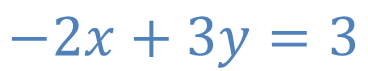 −2x + 3y = 3